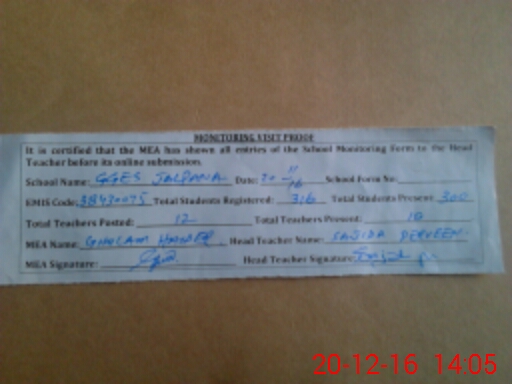 MONITORING VISIT PROOF
It is certified that the MEA has shown all entries of the School Monitoring Form to the Head
Teacher before its online submission.
School Name: GGES JALPANA Date: 20 School Form No:
EMIS Code: Total Students Registered: 316 Total Students Present: 300
Total Teachers Posted: 12 Total Teachers Present: 10
MEA Name: GHULAM HAIDER Head Teacher Name: SAJIDA PERVEEN
MEA Signature: Head Teacher Signature:
20-12-16 14:05